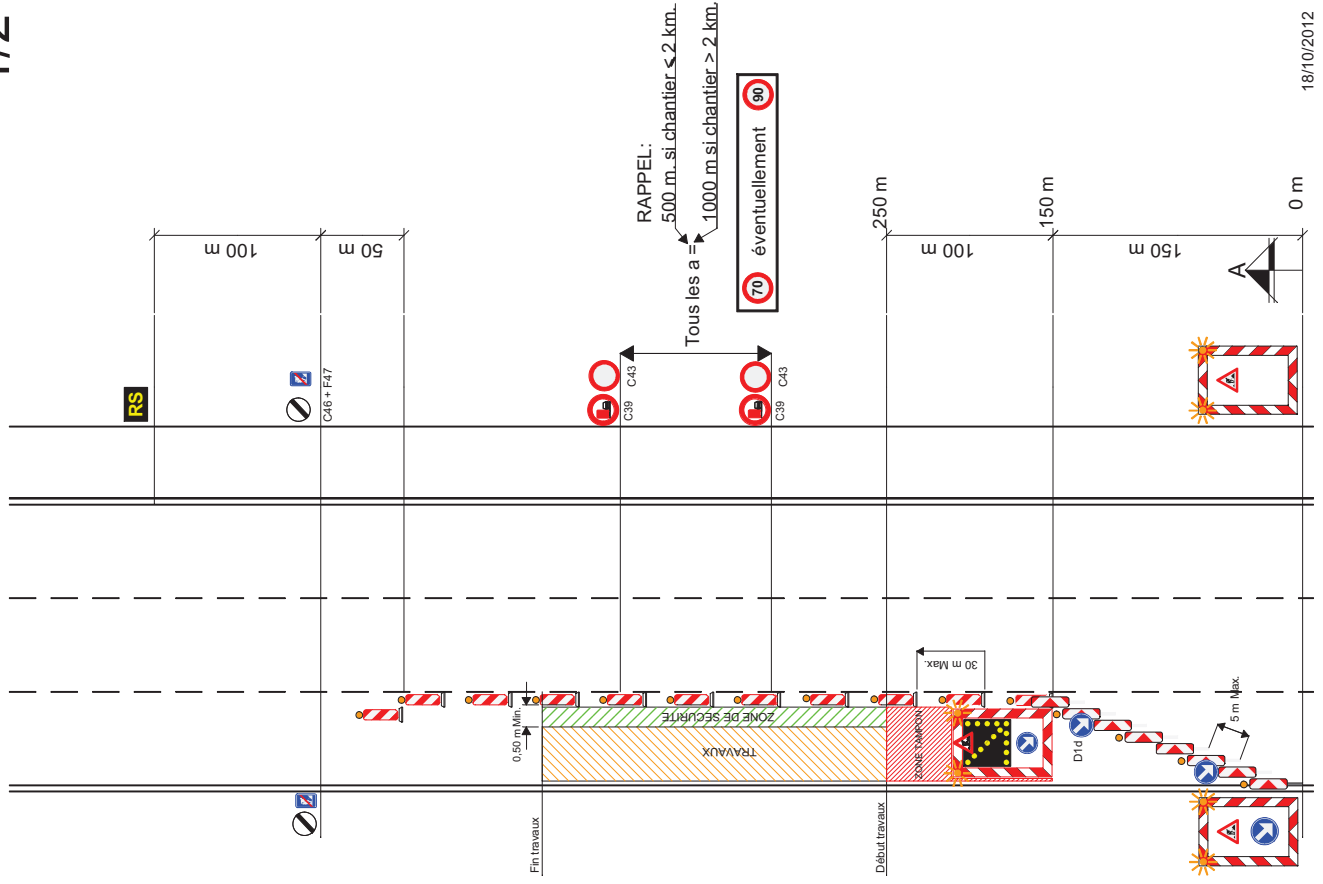 1/2
RS
100 m
C46 + F47
50 m
RAPPEL:
500 m. si chantier < 2 km.
1000 m si chantier > 2 km.
Tous les a =
C39
C43
C39
C43
70 éventuellement 90
0,50 m Min.
Fin travaux
TRAVAUX
ZONE DE SECURITE
250 m
Début travaux
ZONE TAMPON
30 m Max.
100 m
150 m
D1d
5 m Max.
150 m
A
0 m
18/10/2012